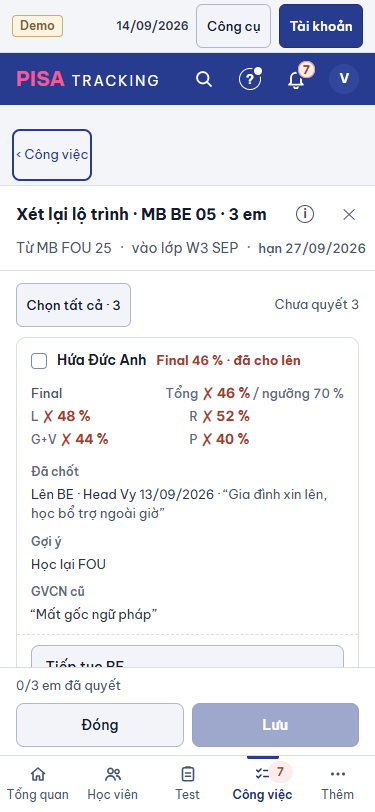 Demo
14/09/2026
Công cụ
Tài khoản
PISA TRACKING
?
7
V
‹ Công việc
Xét lại lộ trình · MB BE 05 · 3 em
Từ MB FOU 25 · vào lớp W3 SEP · hạn 27/09/2026
Chọn tất cả · 3
Chưa quyết 3
Hứa Đức Anh Final 46 % · đã cho lên
Final Tổng ✗ 46 % / ngưỡng 70 %
L ✗ 48 % R ✗ 52 %
G+V ✗ 44 % P ✗ 40 %
Đã chốt
Lên BE · Head Vy 13/09/2026 · “Gia đình xin lên,
học bổ trợ ngoài giờ”
Gợi ý
Học lại FOU
GVCN cũ
“Mất gốc ngữ pháp”
Tiếp tục BE
0/3 em đã quyết
Đóng
Lưu
Tổng quan
Học viên
Test
7
Công việc
Thêm